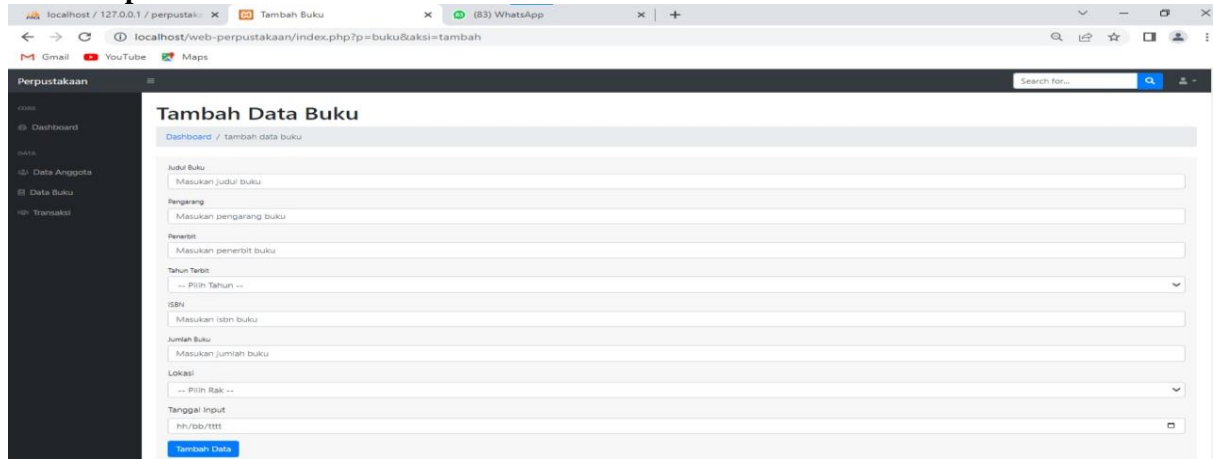 localhost / 127.0.0.1 / perpustak
Tambah Buku
(83) WhatsApp
localhost/web-perpustakaan/index.php?p=buku&aksi=tambah
Gmail
YouTube
Maps
Perpustakaan
Search for...
CORE
Dashboard
DATA
Data Anggota
Data Buku
Transaksi
Tambah Data Buku
Dashboard / tambah data buku
Judul Buku
Masukan judul buku
Pengarang
Masukan pengarang buku
Penerbit
Masukan penerbit buku
Tahun Terbit
-- Pilih Tahun --
ISBN
Masukan isbn buku
Jumlah Buku
Masukan jumlah buku
Lokasi
-- Pilih Rak --
Tanggal Input
hh/bb/tttt
Tambah Data